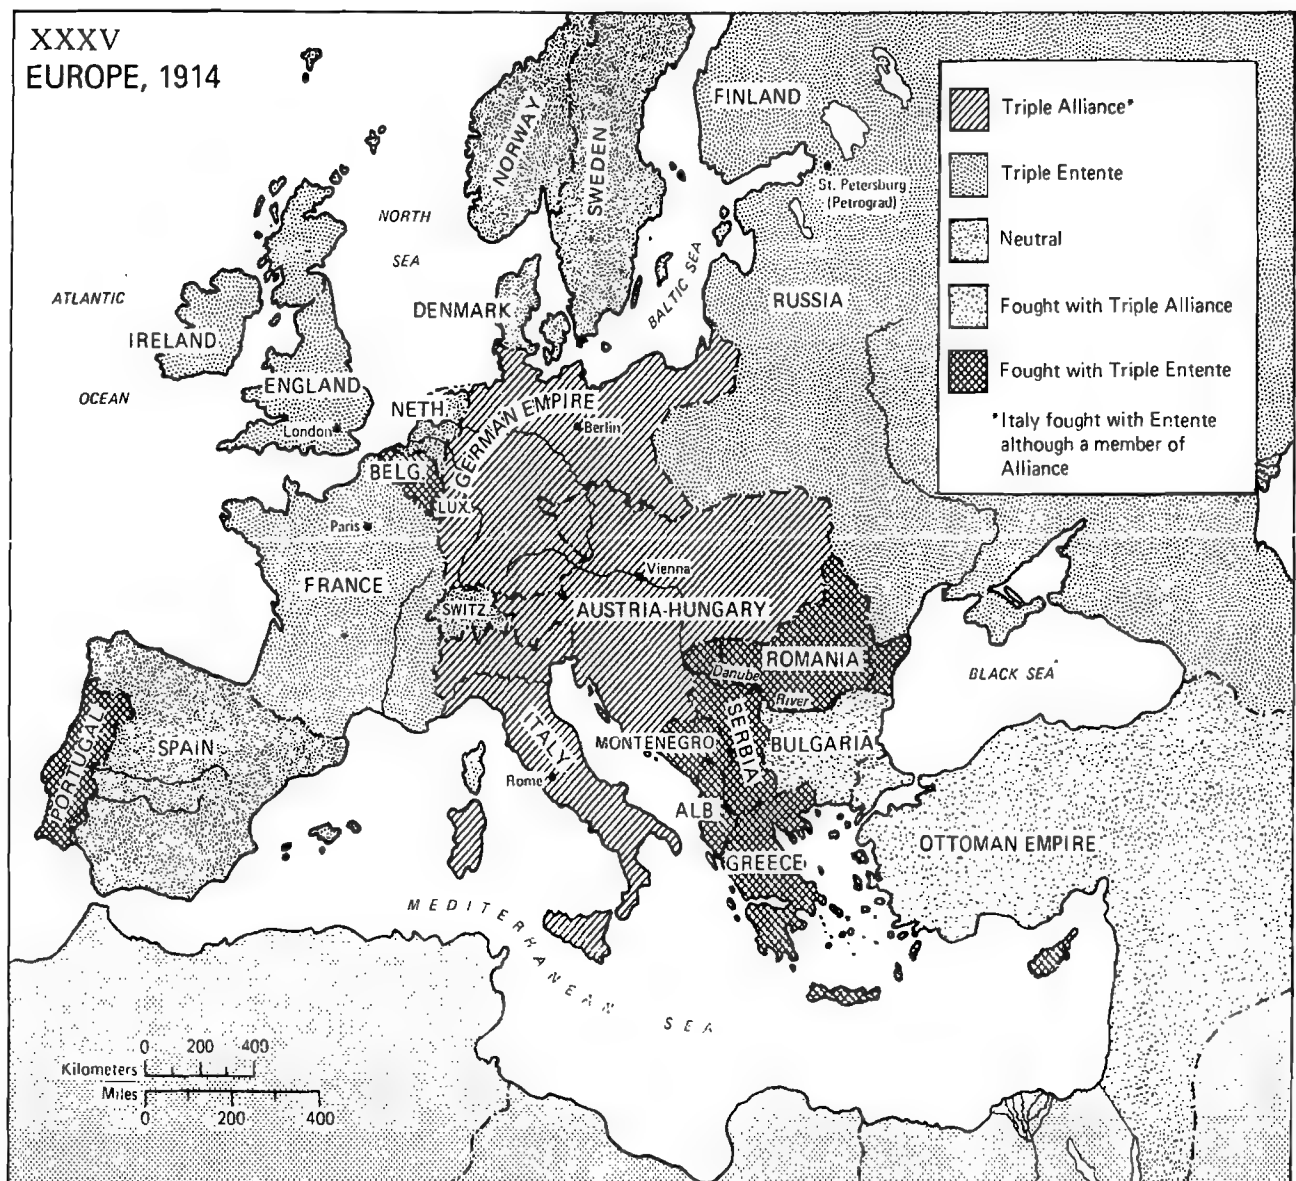 XXXV
EUROPE, 1914
NORWAY
SWEDEN
FINLAND
St. Petersburg
(Petrograd)
NORTH
SEA
BALTIC SEA
ATLANTIC
OCEAN
IRELAND
ENGLAND
London
DENMARK
RUSSIA
NETH.
BELG.
LUX.
GERMAN EMPIRE
Berlin
Paris
FRANCE
SWITZ.
Vienna
AUSTRIA-HUNGARY
ROMANIA
Danube
River
BLACK SEA
PORTUGAL
SPAIN
ITALY
Rome
MONTENEGRO
SERBIA
BULGARIA
ALB.
GREECE
OTTOMAN EMPIRE
MEDITERRANEAN SEA
Triple Alliance*
Triple Entente
Neutral
Fought with Triple Alliance
Fought with Triple Entente
*Italy fought with Entente
although a member of
Alliance
0 200 400
Kilometers
Miles
0 200 400